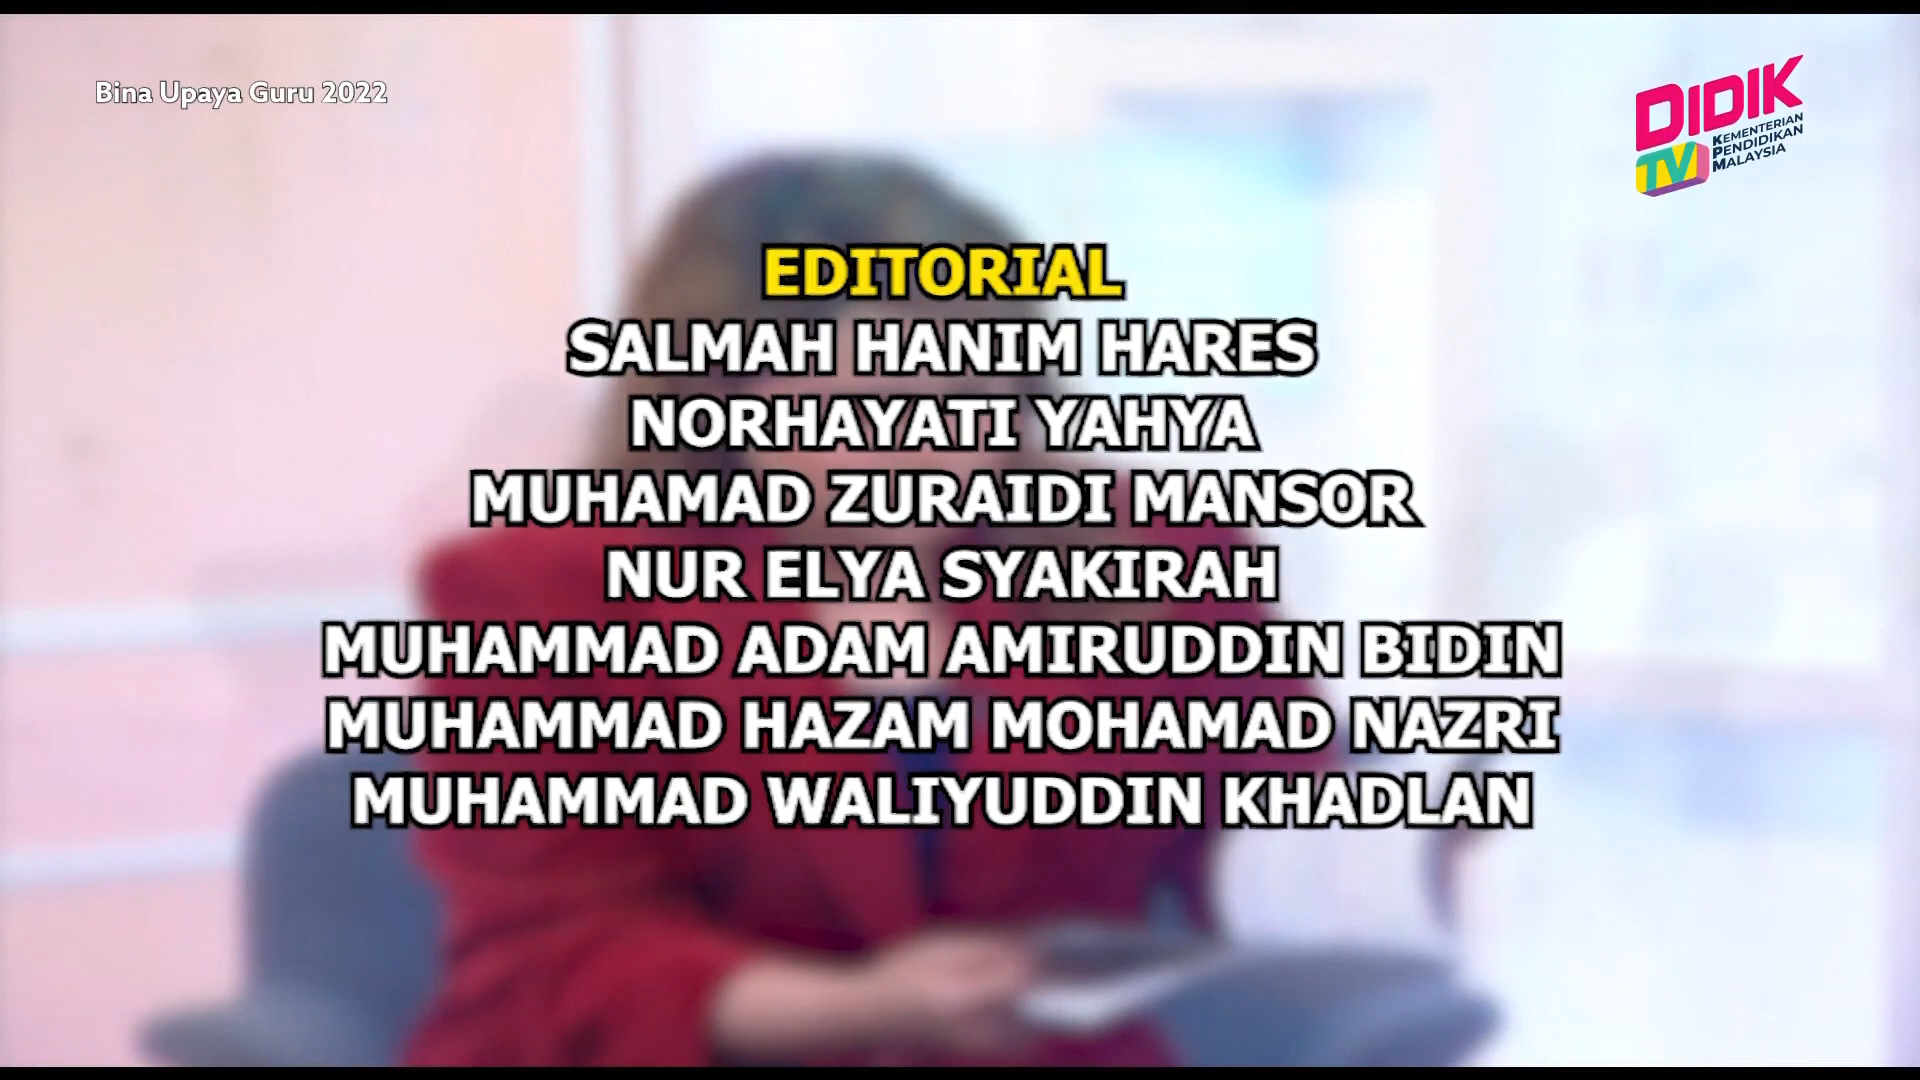 Bina Upaya Guru 2022
DIDIK
TV
KEMENTERIAN
PENDIDIKAN
MALAYSIA
EDITORIAL
SALMAH HANIM HARES
NORHAYATI YAHYA
MUHAMAD ZURAIDI MANSOR
NUR ELYA SYAKIRAH
MUHAMMAD ADAM AMIRUDDIN BIDIN
MUHAMMAD HAZAM MOHAMAD NAZRI
MUHAMMAD WALIYUDDIN KHADLAN